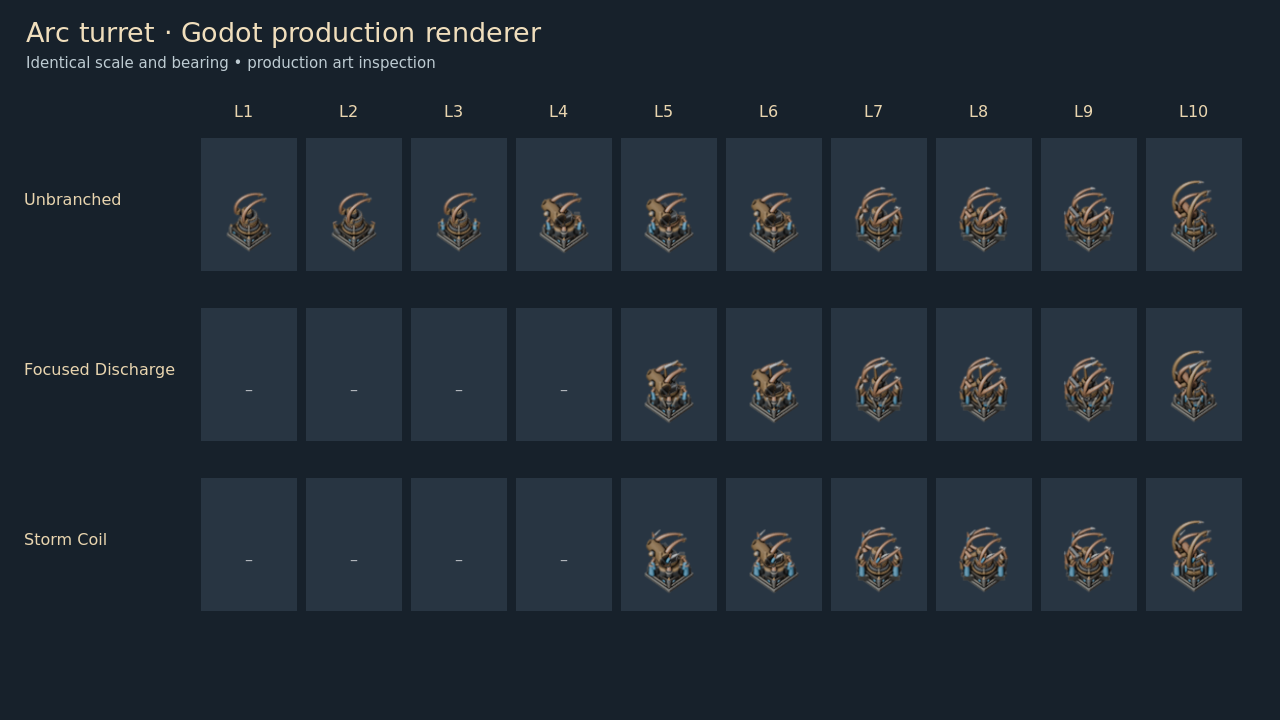 Arc turret · Godot production renderer
Identical scale and bearing • production art inspection
L1 L2 L3 L4 L5 L6 L7 L8 L9 L10
Unbranched
Focused Discharge
– – – –
Storm Coil
– – – –